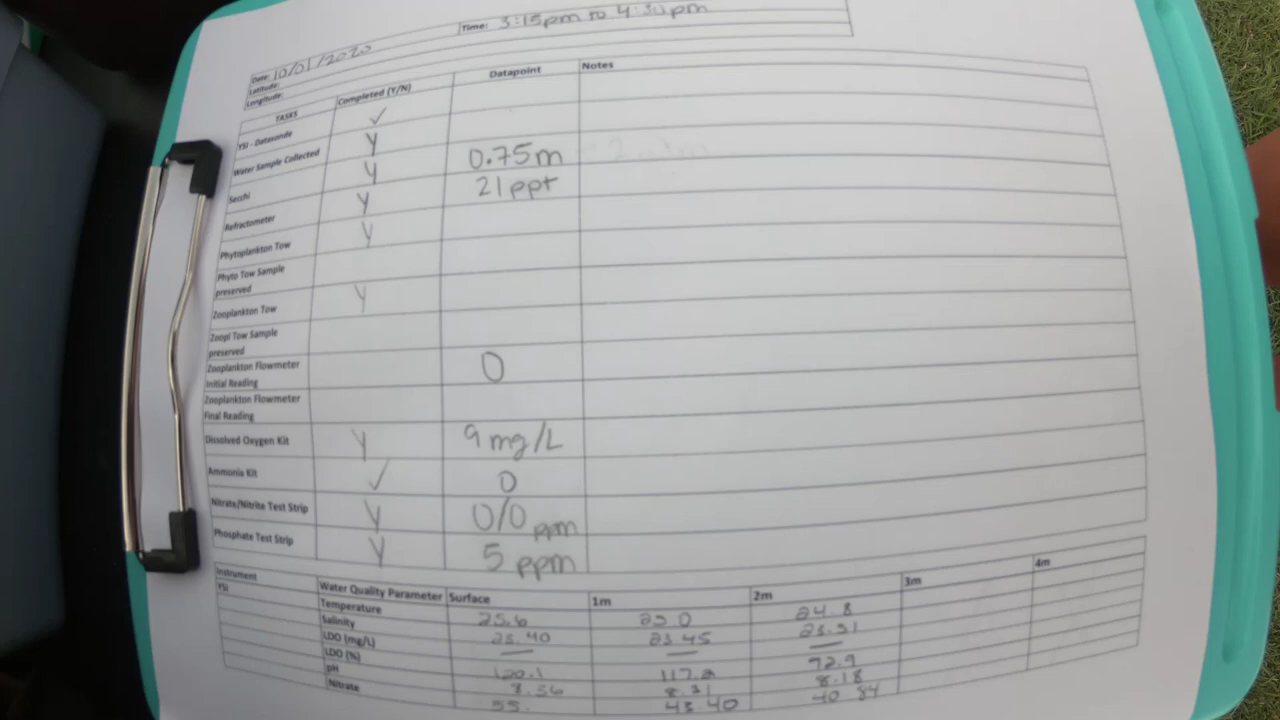 Date: 10/01/2020 Time: 3:15pm to 4:30pm
Latitude:
Longitude:
TASKS Completed (Y/N) Datapoint Notes
YSI - Datasonde ✓
Water Sample Collected Y
Secchi Y 0.75m
Refractometer Y 21 ppt
Phytoplankton Tow Y
Phyto Tow Sample
preserved
Zooplankton Tow Y
Zoopl Tow Sample
preserved
Zooplankton Flowmeter
Initial Reading 0
Zooplankton Flowmeter
Final Reading
Dissolved Oxygen Kit Y 9 mg/L
Ammonia Kit ✓ 0
Nitrate/Nitrite Test Strip Y 0/0 ppm
Phosphate Test Strip Y 5 ppm
Instrument Water Quality Parameter Surface 1m 2m 3m 4m
YSI Temperature 25.6 25.0 24.8
Salinity 23.40 23.45 23.51
LDO (mg/L) — — —
LDO (%) 120.1 117.2 72.9
pH 8.36 8.31 8.18
Nitrate 55. 43.40 40.84